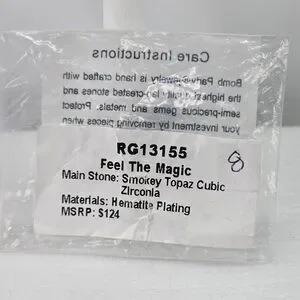 Care Instructions
Bomb Party Jewelry is hand crafted with
the highest quality lab-created stones and
semi-precious gems and metals. Protect
your investment by removing when pieces
RG13155
Feel The Magic
Main Stone: Smokey Topaz Cubic
Zirconia
Materials: Hematite Plating
MSRP: $124
8